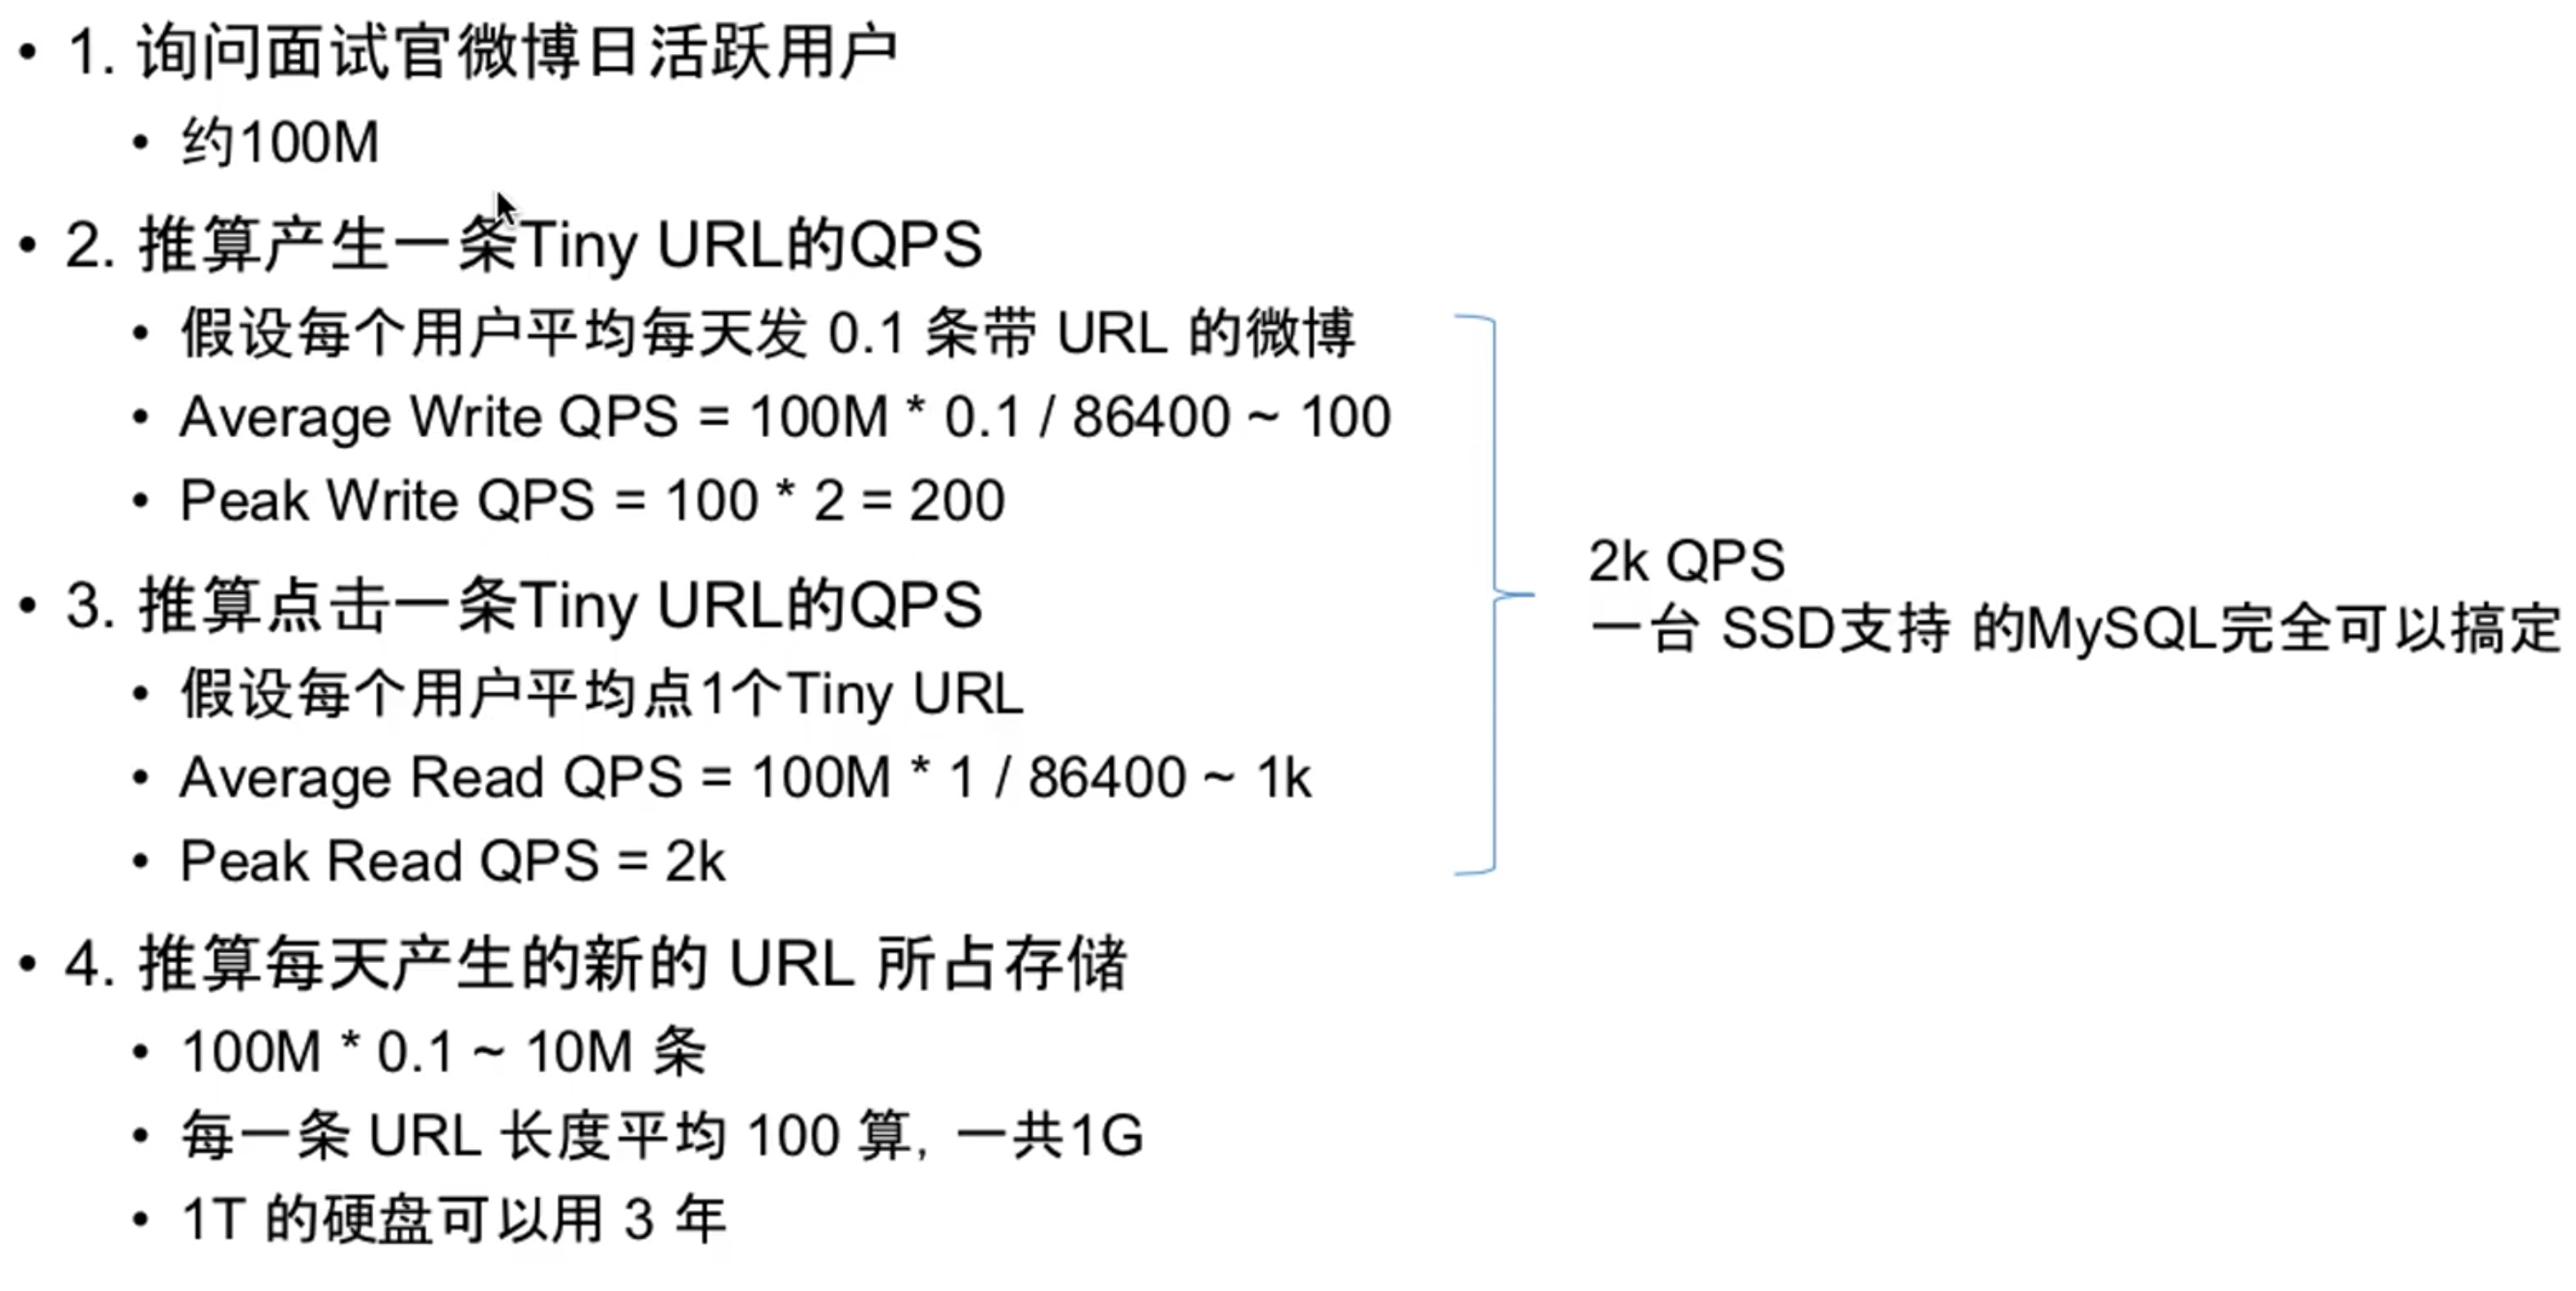 • 1. 询问面试官微博日活跃用户
• 约100M
• 2. 推算产生一条Tiny URL的QPS
• 假设每个用户平均每天发 0.1 条带 URL 的微博
• Average Write QPS = 100M * 0.1 / 86400 ~ 100
• Peak Write QPS = 100 * 2 = 200
• 3. 推算点击一条Tiny URL的QPS
• 假设每个用户平均点1个Tiny URL
• Average Read QPS = 100M * 1 / 86400 ~ 1k
• Peak Read QPS = 2k
2k QPS
一台 SSD支持 的MySQL完全可以搞定
• 4. 推算每天产生的新的 URL 所占存储
• 100M * 0.1 ~ 10M 条
• 每一条 URL 长度平均 100 算, 一共1G
• 1T 的硬盘可以用 3 年